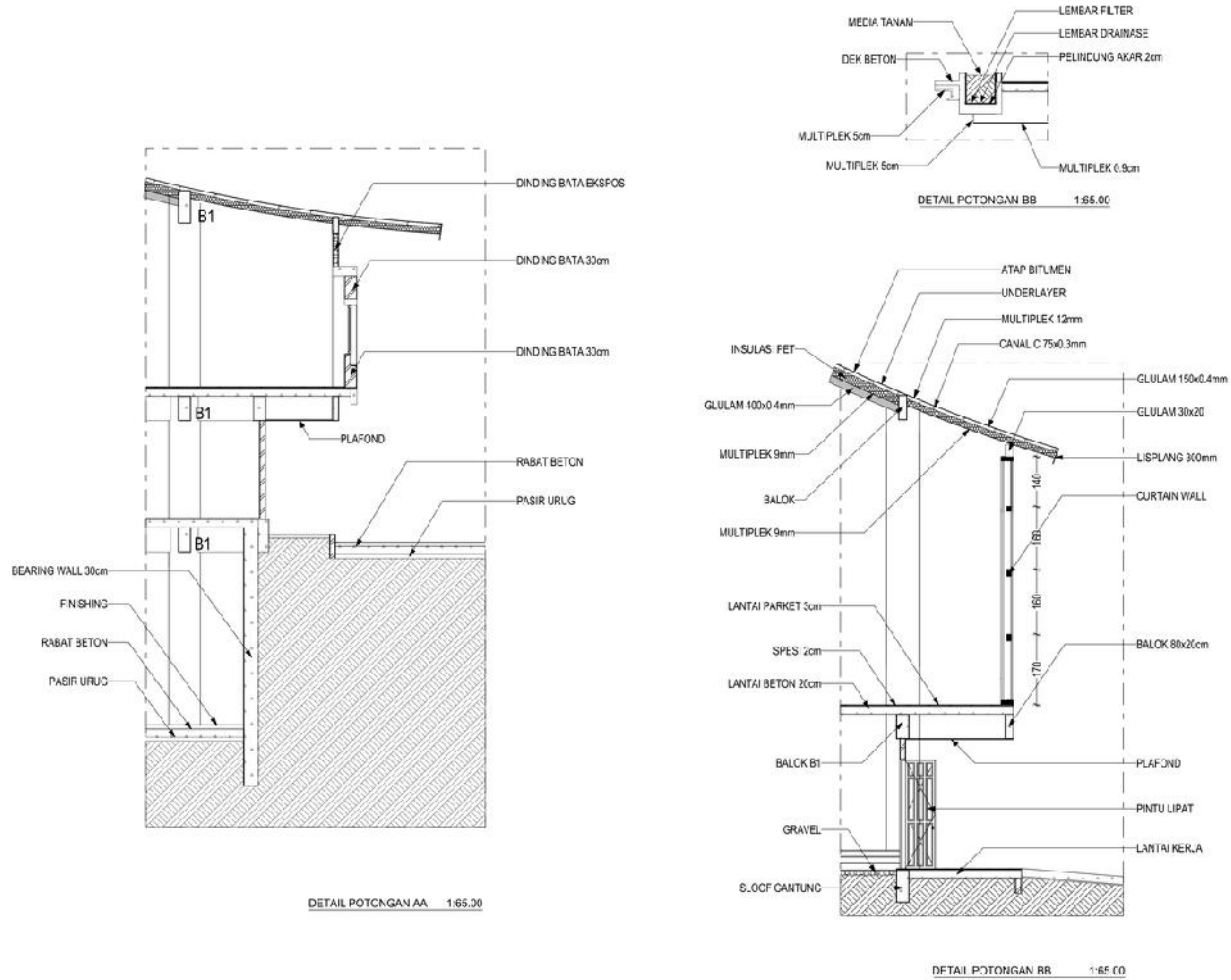 MEDIA TANAM
LEMBAR FILTER
LEMBAR DRAINASE
DEK BETON
PELINDUNG AKAR 2cm
MULTIPLEK 5cm
MULTIPLEK 5cm
MULTIPLEK 0.9cm
DETAIL POTONGAN BB 1:65.00
DINDING BATA EKSPOS
B1
DINDING BATA 30cm
DINDING BATA 30cm
B1
PLAFOND
RABAT BETON
PASIR URUG
B1
BEARING WALL 30cm
FINISHING
RABAT BETON
PASIR URUG
DETAIL POTONGAN AA 1:65.00
ATAP BITUMEN
UNDERLAYER
MULTIPLEK 12mm
CANAL C 75x0.3mm
INSULASI PET
GLULAM 150x0.4mm
GLULAM 400x0.4mm
GLULAM 30x20
MULTIPLEK 9mm
LISPLANG 300mm
BALOK
CURTAIN WALL
MULTIPLEK 9mm
140
160
160
170
LANTAI PARKET 3cm
SPESI 2cm
BALOK 80x20cm
LANTAI BETON 20cm
BALOK B1
PLAFOND
PINTU LIPAT
GRAVEL
LANTAI KERJA
SLOOF GANTUNG
DETAIL POTONGAN BB 1:65.00